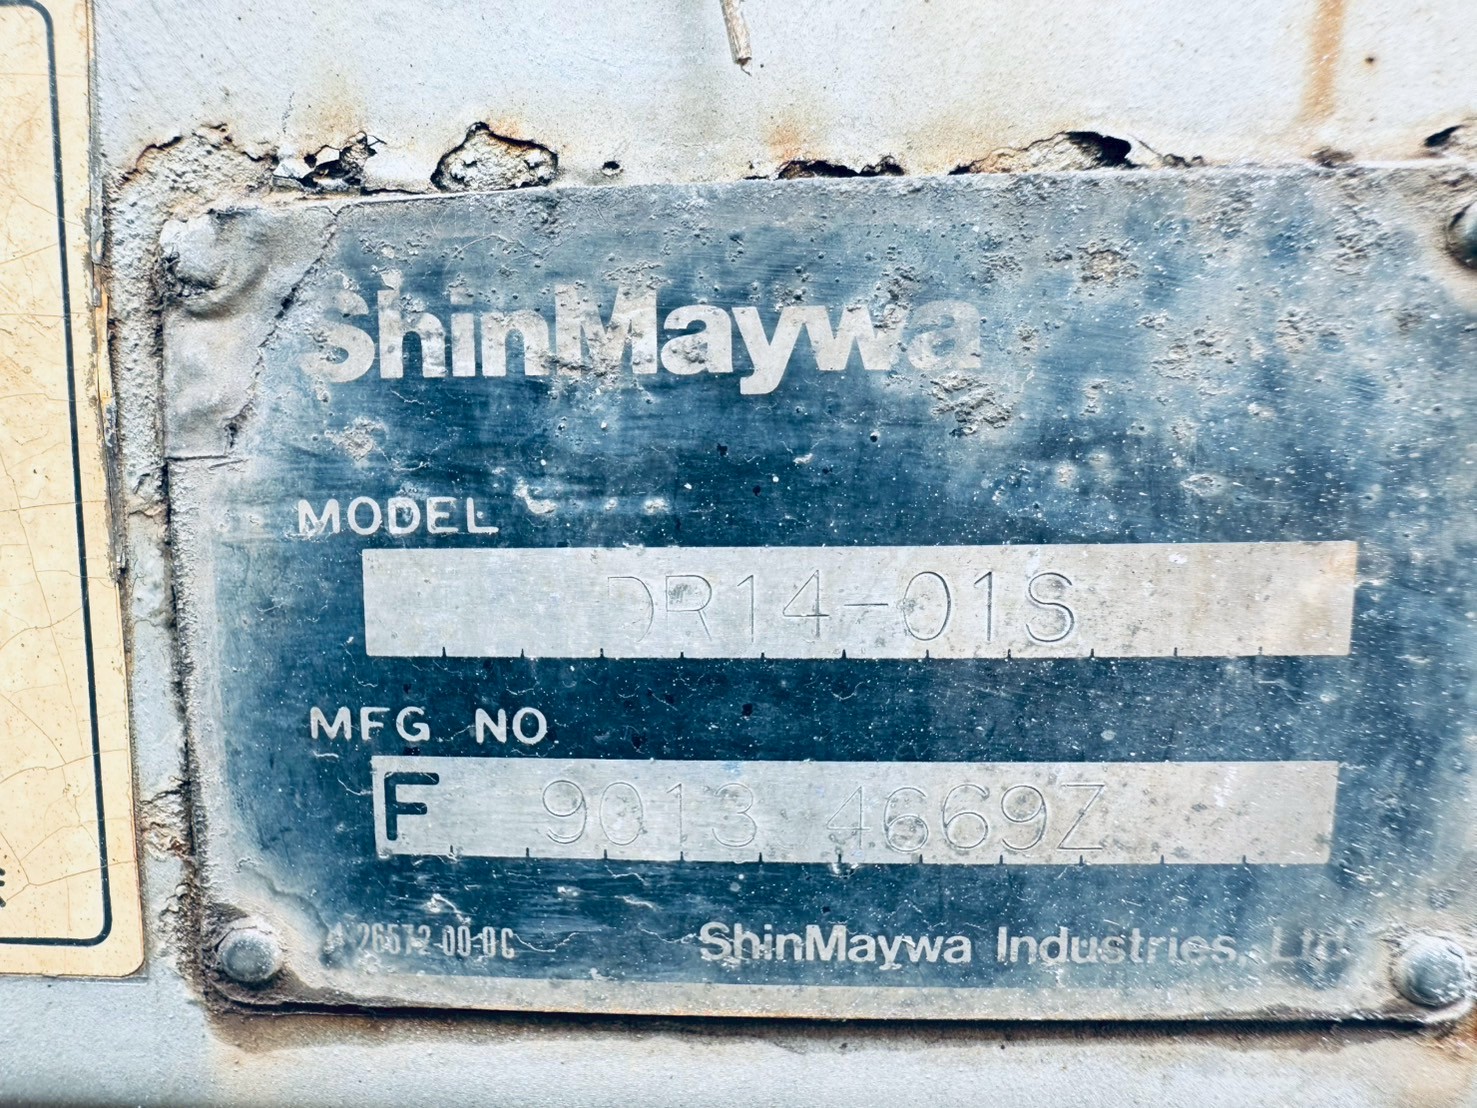 ShinMaywa
MODEL
DR14-01S
MFG NO
F 9013 4669Z
ShinMaywa Industries, Ltd.